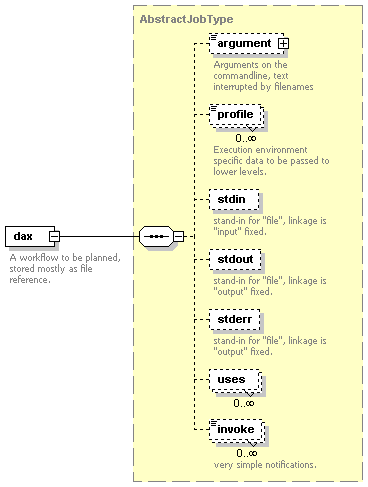 AbstractJobType
argument
Arguments on the
commandline, text
interrupted by filenames
profile
0..∞
Execution environment
specific data to be passed to
lower levels.
stdin
stand-in for "file", linkage is
"input" fixed.
dax
A workflow to be planned,
stored mostly as file
reference.
stdout
stand-in for "file", linkage is
"output" fixed.
stderr
stand-in for "file", linkage is
"output" fixed.
uses
0..∞
invoke
0..∞
very simple notifications.